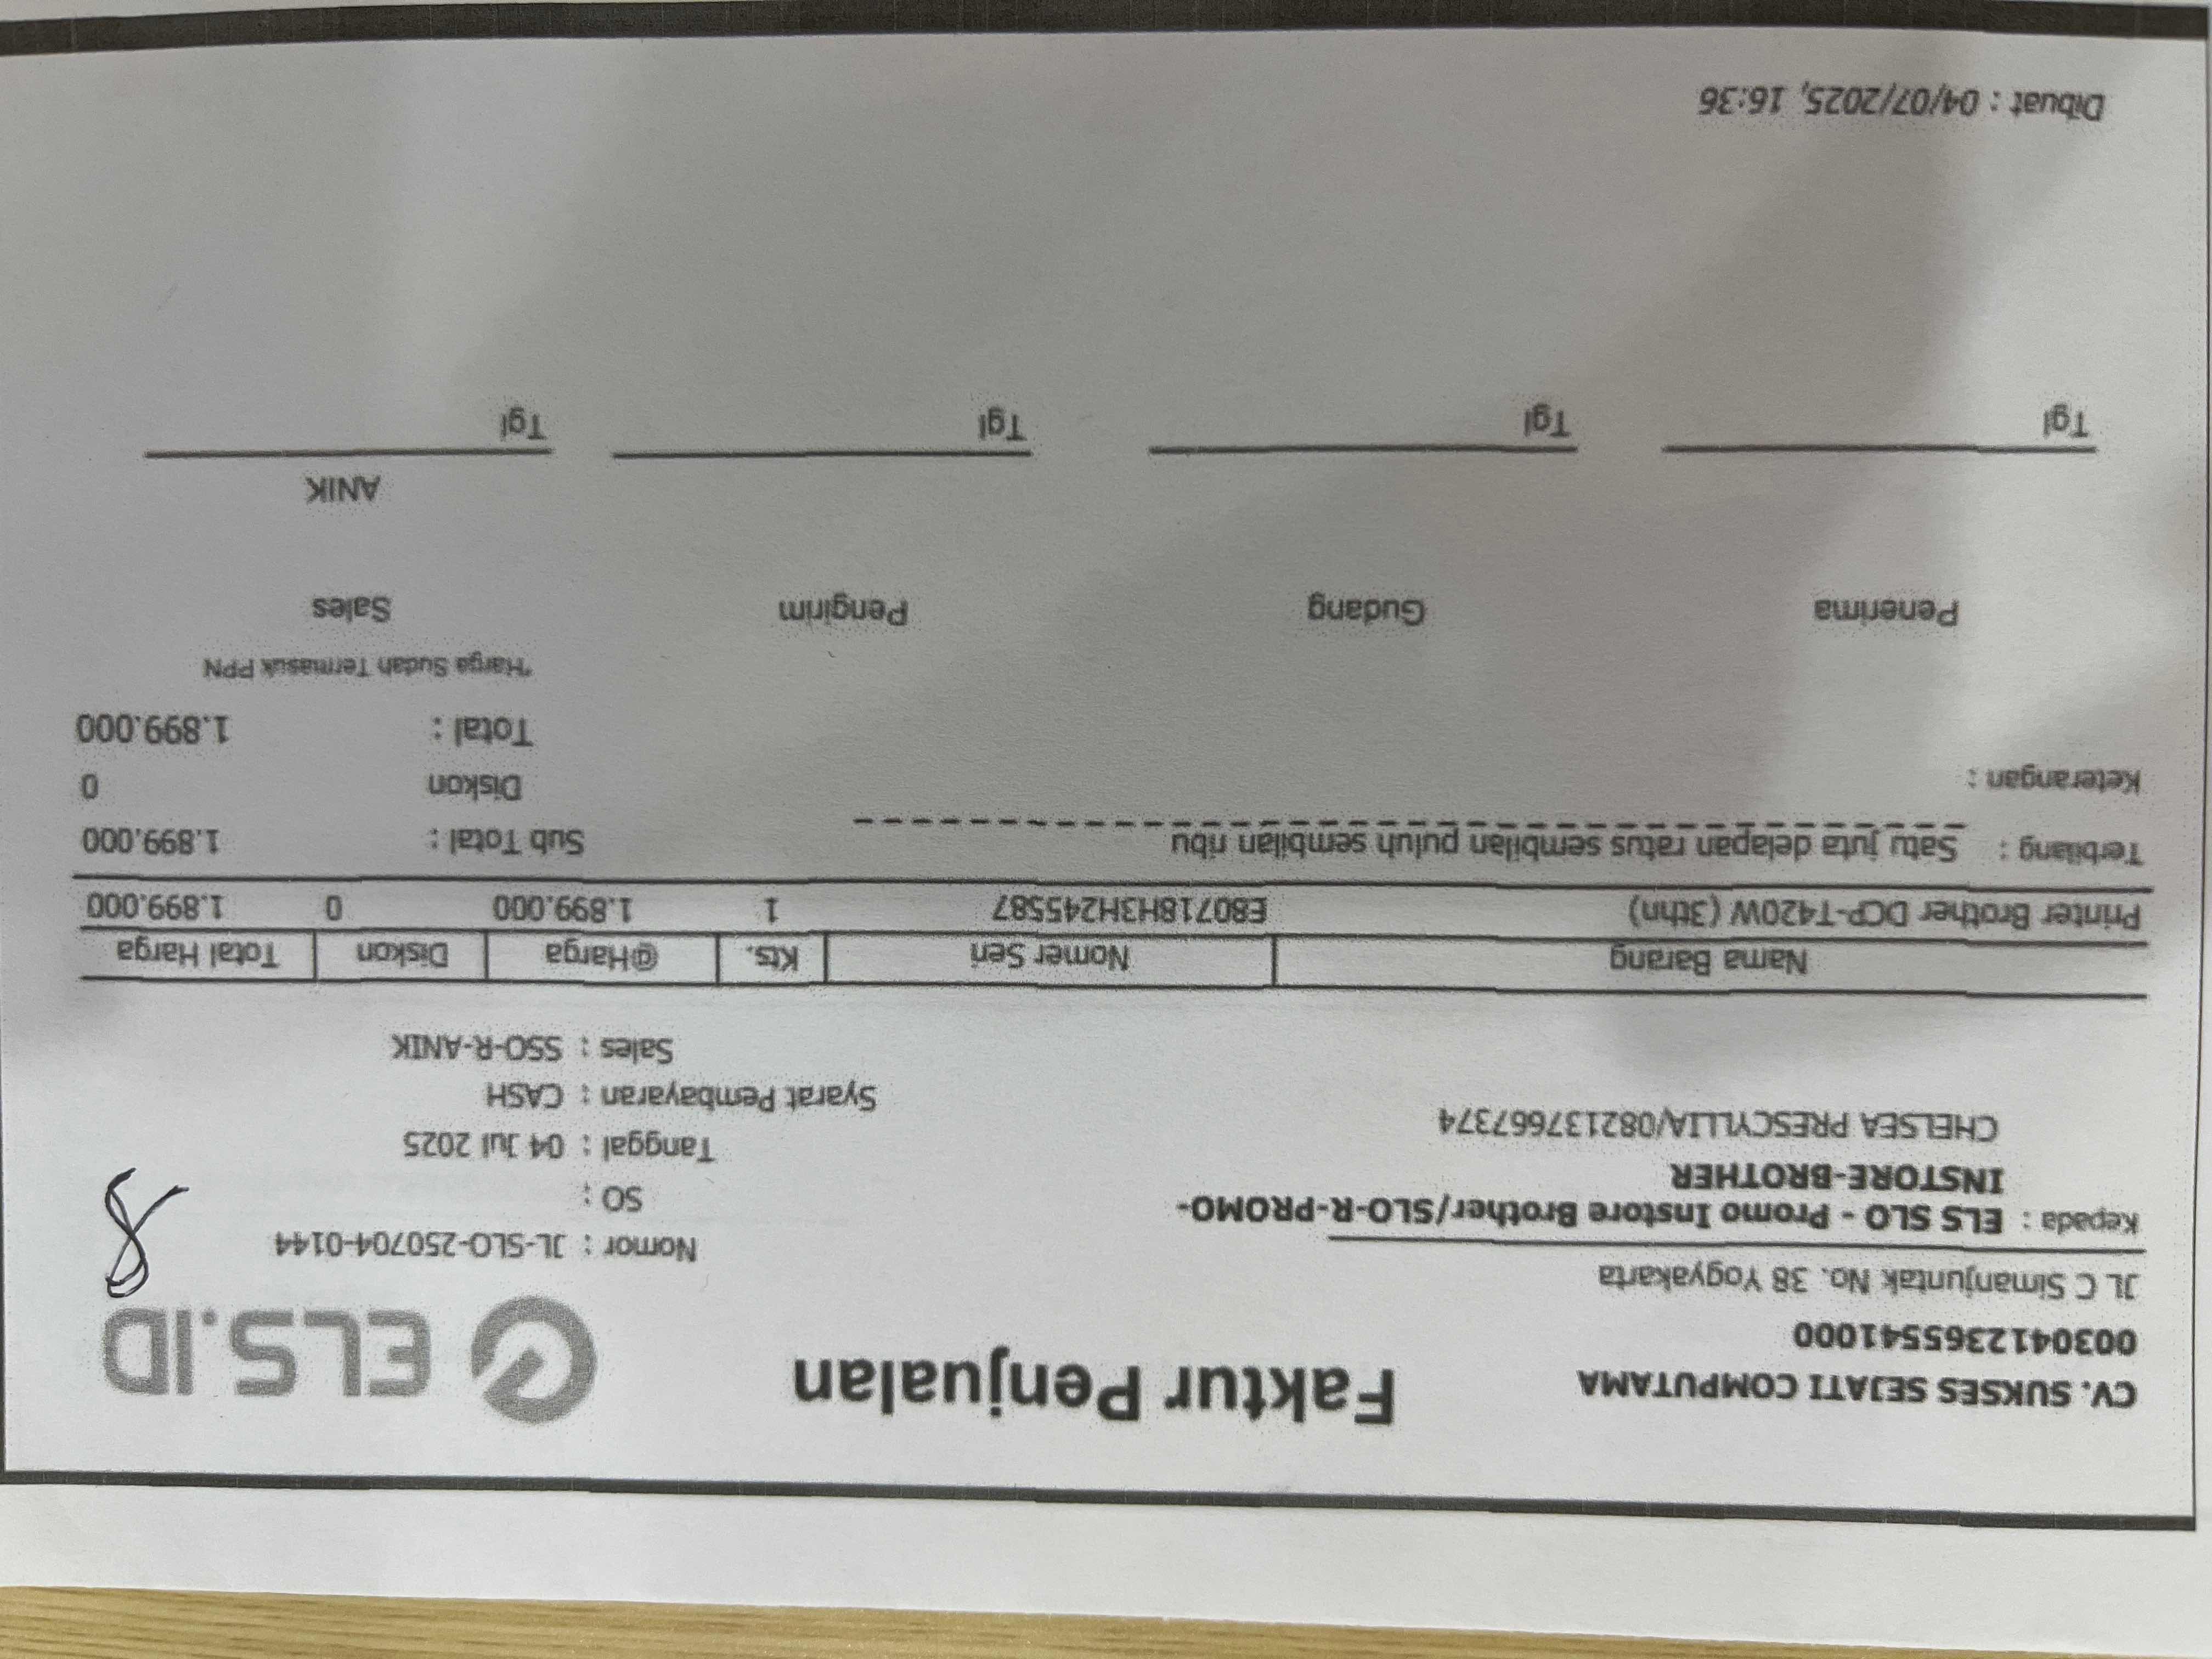 CV. SUKSES SEJATI COMPUTAMA
0030412365541000
JL C Simanjuntak No. 38 Yogyakarta
Faktur Penjualan
ELS.ID
8
Kepada : ELS SLO - Promo Instore Brother/SLO-R-PROMO-
INSTORE-BROTHER
CHELSEA PRESCYLLIA/082137667374
Nomor : JL-SLO-250704-0144
SO :
Tanggal : 04 Jul 2025
Syarat Pembayaran : CASH
Sales : SSO-R-ANIK
Nama Barang Nomer Seri Kts. @Harga Diskon Total Harga
Printer Brother DCP-T420W (3thn) E80718H3H245587 1 1.899.000 0 1.899.000
Terbilang : Satu juta delapan ratus sembilan puluh sembilan ribu
Keterangan :
Sub Total : 1.899.000
Diskon 0
Total : 1.899.000
*Harga Sudah Termasuk PPN
Penerima Gudang Pengirim Sales
ANIK
Tgl Tgl Tgl Tgl
Dibuat : 04/07/2025, 16:36